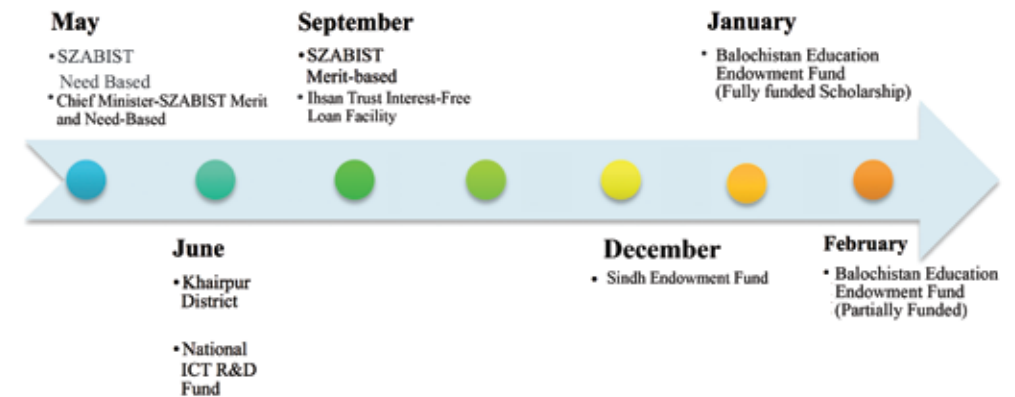 May
• SZABIST
Need Based
• Chief Minister-SZABIST Merit
and Need-Based
September
• SZABIST
Merit-based
• Ihsan Trust Interest-Free
Loan Facility
January
• Balochistan Education
Endowment Fund
(Fully funded Scholarship)
June
• Khairpur
District
• National
ICT R&D
Fund
December
• Sindh Endowment Fund
February
• Balochistan Education
Endowment Fund
(Partially Funded)